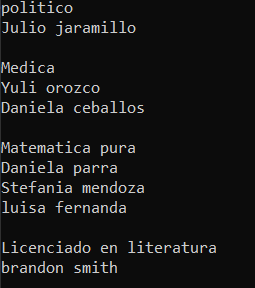 politico
Julio jaramillo

Medica
Yuli orozco
Daniela ceballos

Matematica pura
Daniela parra
Stefania mendoza
luisa fernanda

Licenciado en literatura
brandon smith